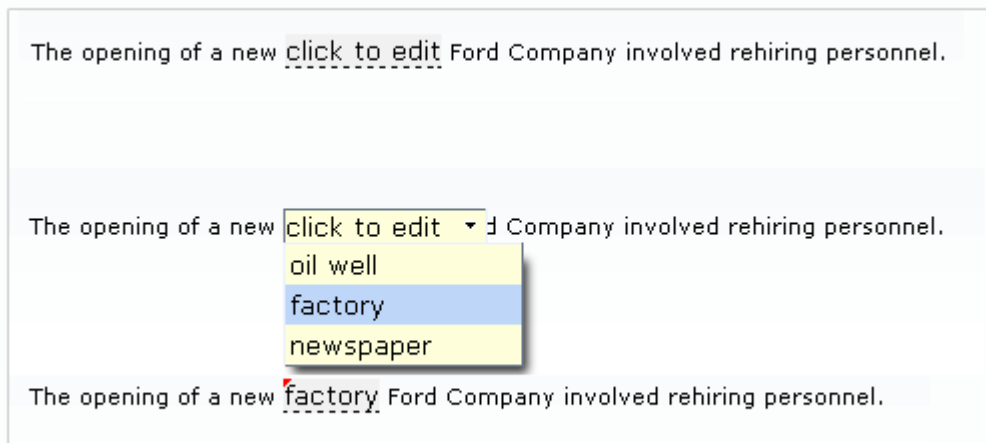 The opening of a new click to edit Ford Company involved rehiring personnel.
The opening of a new click to edit d Company involved rehiring personnel.
oil well
factory
newspaper
The opening of a new factory Ford Company involved rehiring personnel.